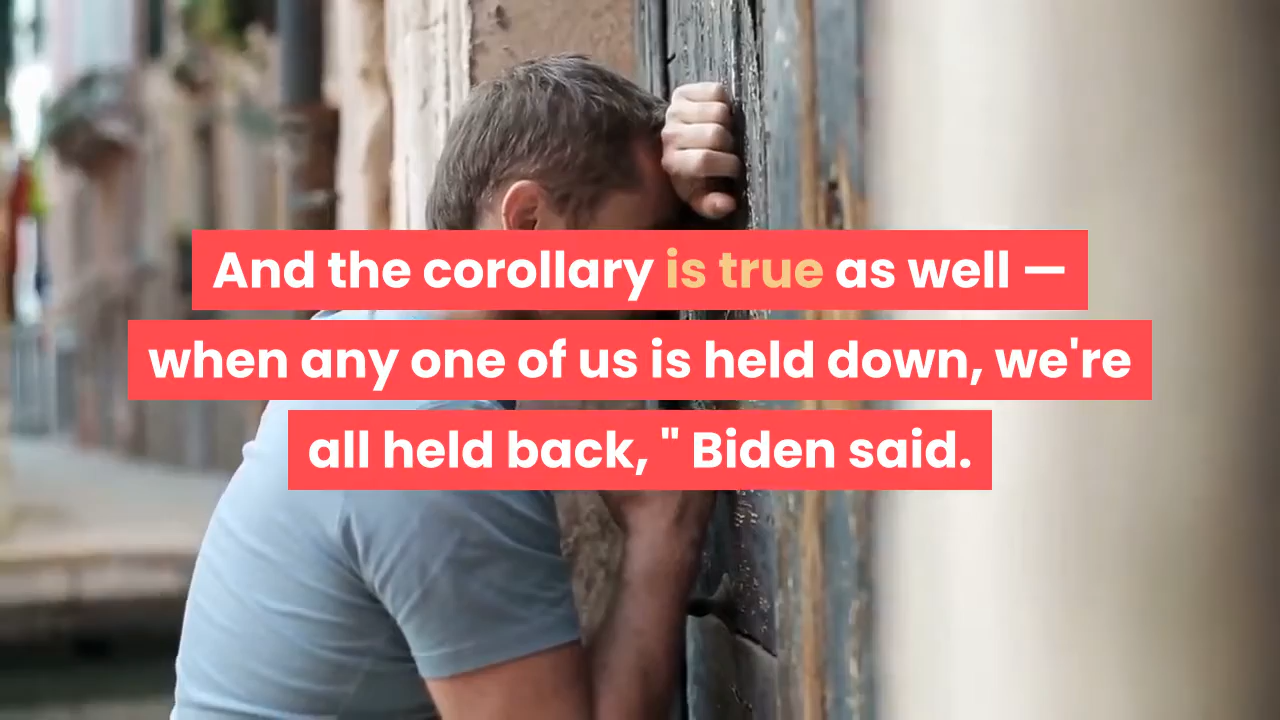 And the corollary is true as well —
when any one of us is held down, we're
all held back, " Biden said.